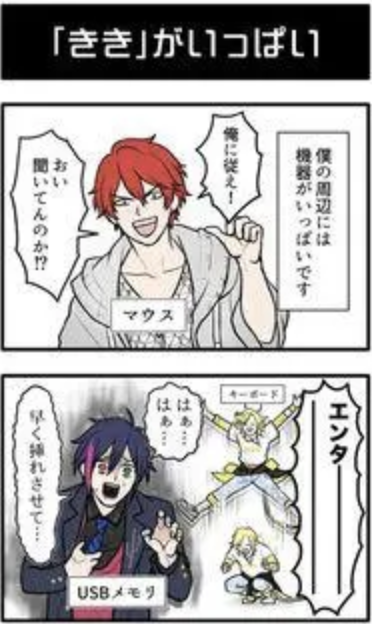 「きき」がいっぱい
僕の周辺には
機器がいっぱいです
俺に従え!
おい
聞いてんのか!?
マウス
エンター
キーボード
はぁ…
はぁ…
早く挿れさせて…
USBメモリ